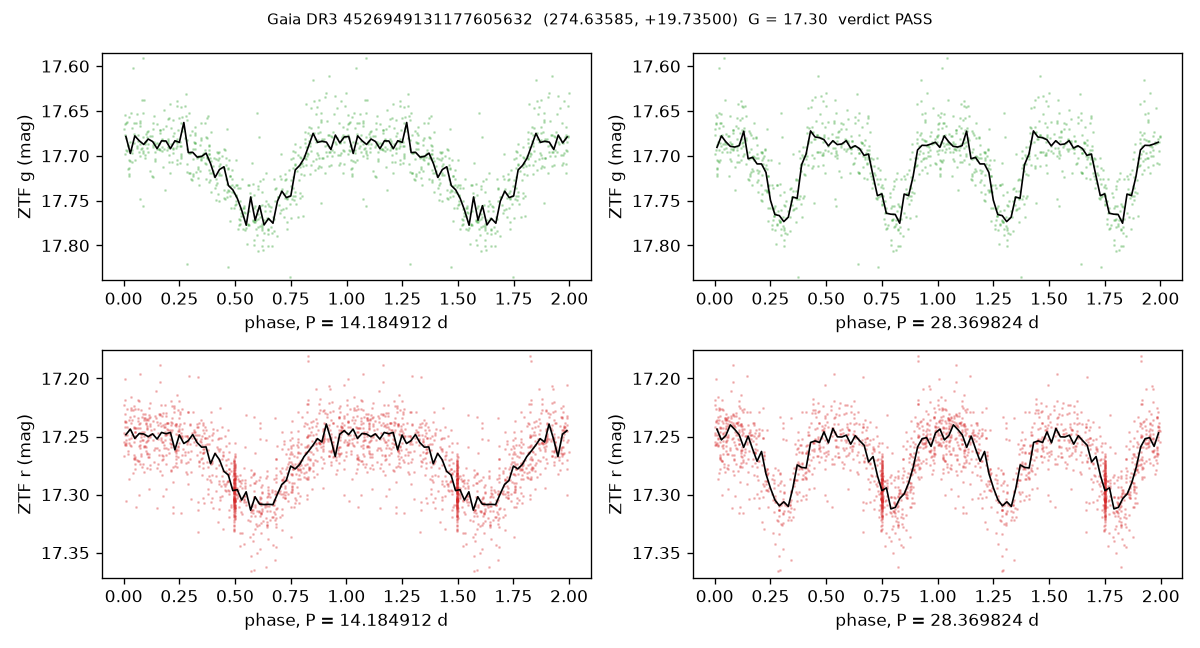 Gaia DR3 4526949131177605632 (274.63585, +19.73500) G = 17.30 verdict PASS
ZTF g (mag)
17.60
17.65
17.70
17.75
17.80
0.00 0.25 0.50 0.75 1.00 1.25 1.50 1.75 2.00
phase, P = 14.184912 d
ZTF g (mag)
17.60
17.65
17.70
17.75
17.80
0.00 0.25 0.50 0.75 1.00 1.25 1.50 1.75 2.00
phase, P = 28.369824 d
ZTF r (mag)
17.20
17.25
17.30
17.35
0.00 0.25 0.50 0.75 1.00 1.25 1.50 1.75 2.00
phase, P = 14.184912 d
ZTF r (mag)
17.20
17.25
17.30
17.35
0.00 0.25 0.50 0.75 1.00 1.25 1.50 1.75 2.00
phase, P = 28.369824 d